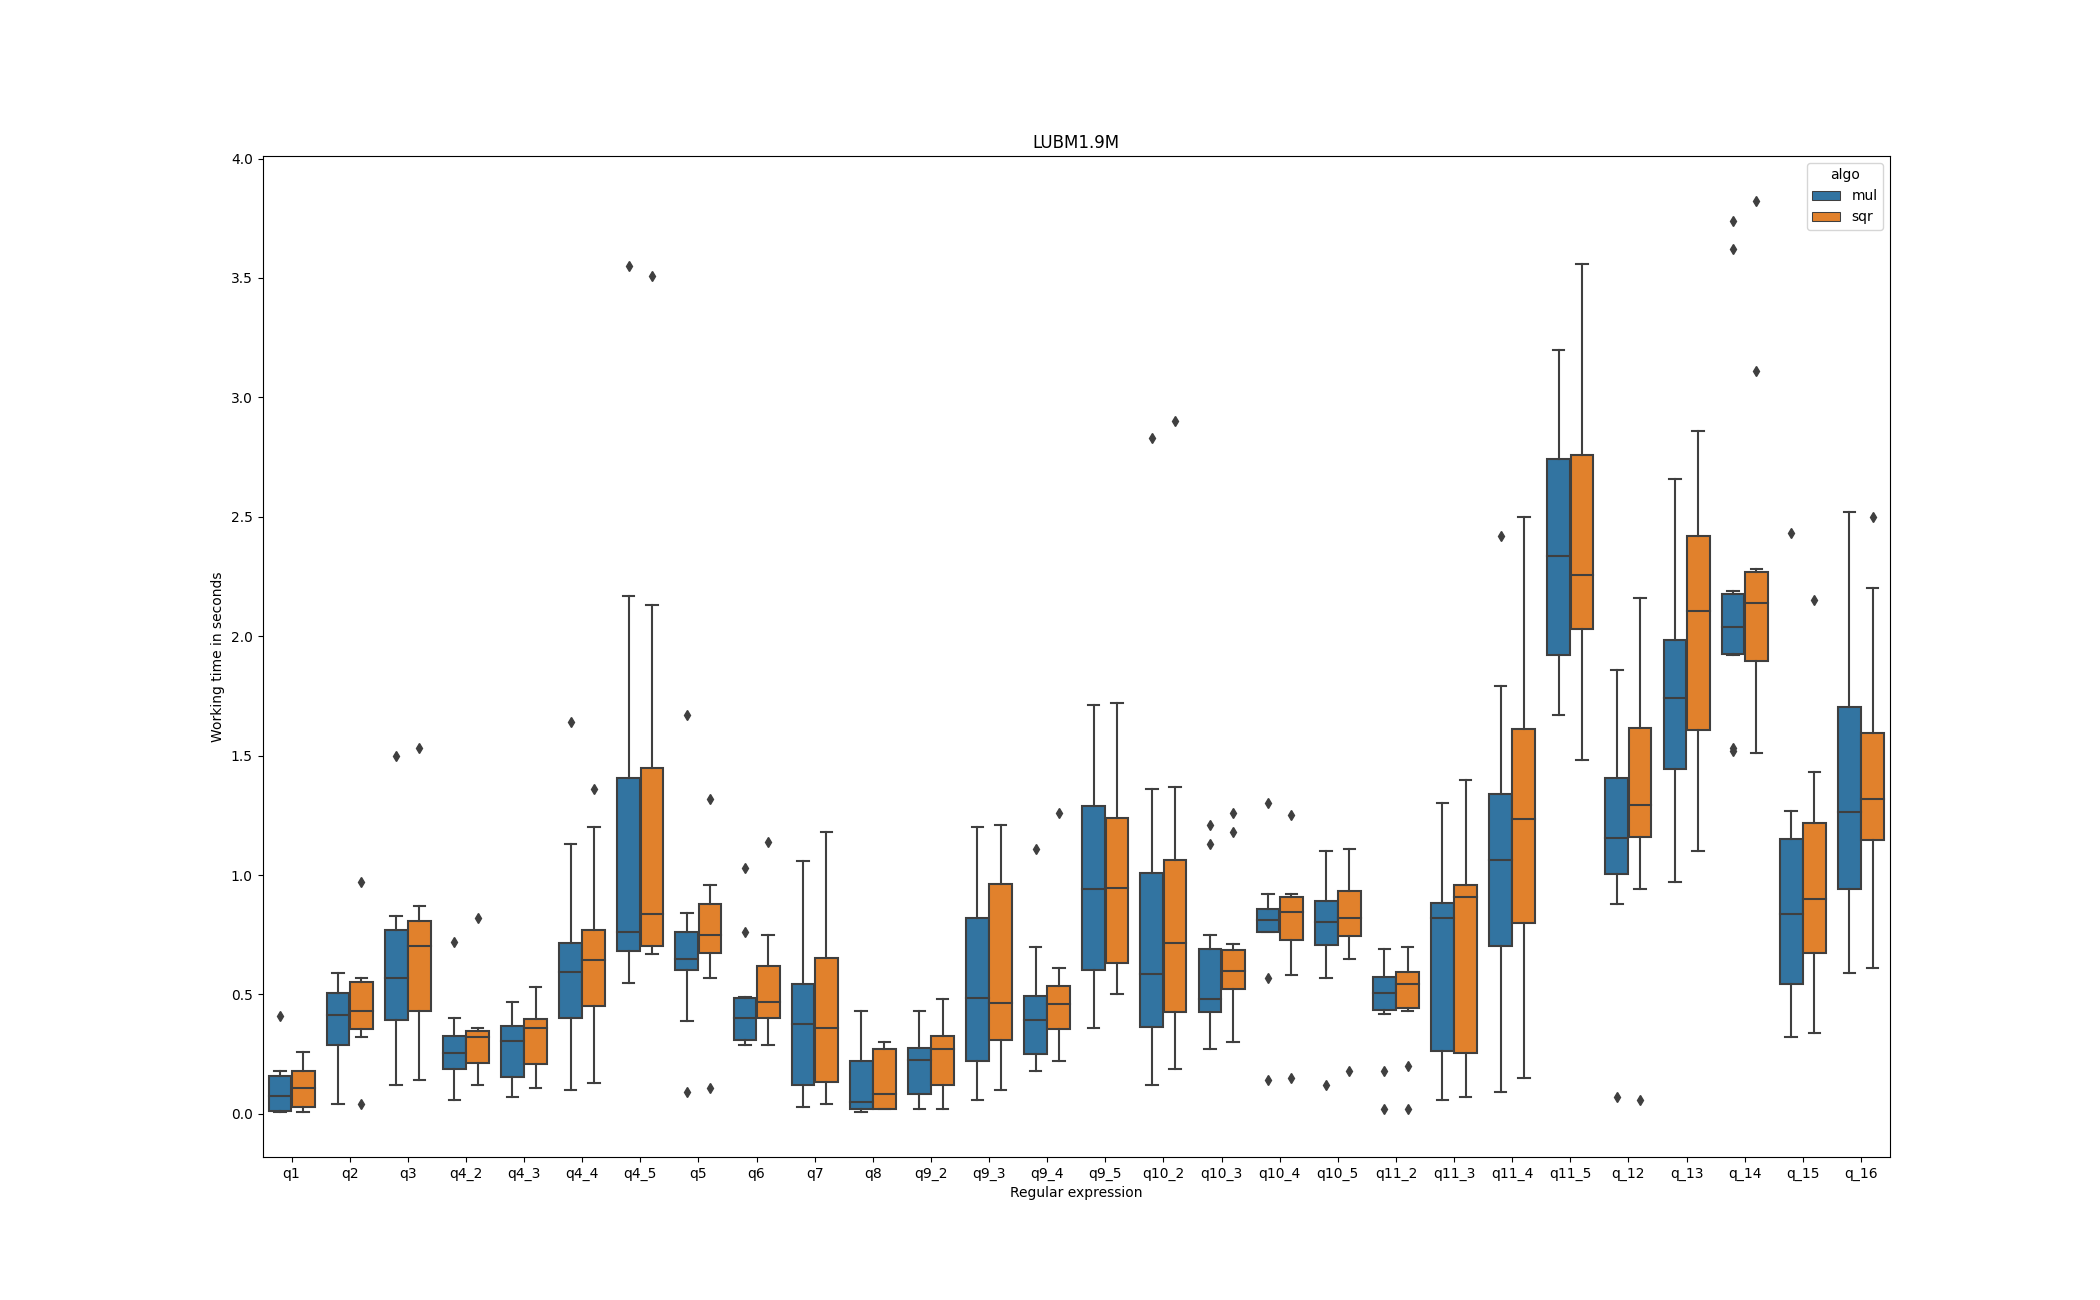 LUBM1.9M
algo
mul
sqr
Working time in seconds
4.0
3.5
3.0
2.5
2.0
1.5
1.0
0.5
0.0
q1 q2 q3 q4_2 q4_3 q4_4 q4_5 q5 q6 q7 q8 q9_2 q9_3 q9_4 q9_5 q10_2 q10_3 q10_4 q10_5 q11_2 q11_3 q11_4 q11_5 q_12 q_13 q_14 q_15 q_16
Regular expression